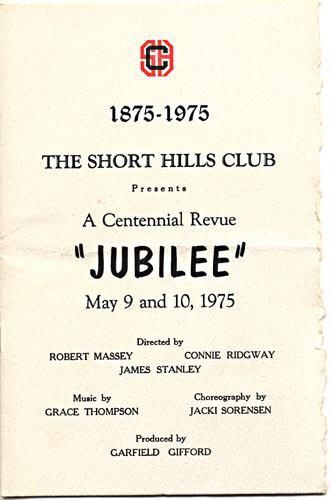 1875-1975
THE SHORT HILLS CLUB
Presents
A Centennial Revue
"JUBILEE"
May 9 and 10, 1975
Directed by
ROBERT MASSEY CONNIE RIDGWAY
JAMES STANLEY
Music by Choreography by
GRACE THOMPSON JACKI SORENSEN
Produced by
GARFIELD GIFFORD